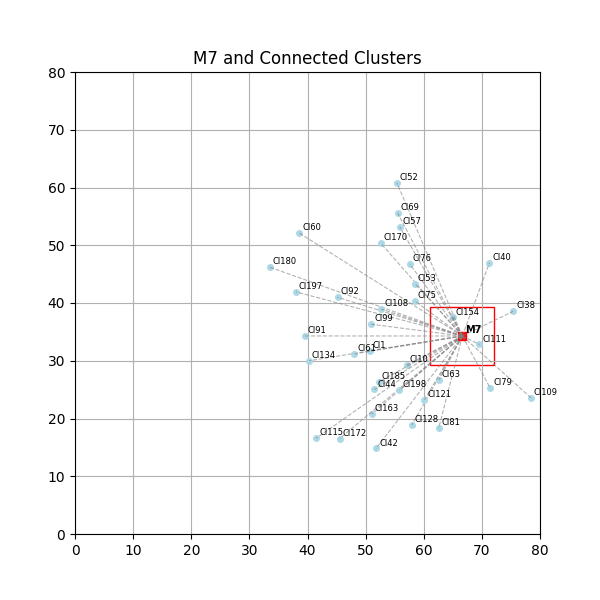 M7 and Connected Clusters
80
70
60
50
40
30
20
10
0
Cl52
Cl69
Cl57
Cl60
Cl170
Cl76
Cl40
Cl180
Cl53
Cl197
Cl92
Cl75
Cl108
Cl154
Cl38
Cl99
M7
Cl91
Cl111
Cl61
Cl1
Cl134
Cl10
Cl185
Cl63
Cl44
Cl198
Cl79
Cl121
Cl109
Cl163
Cl128
Cl81
Cl115
Cl172
Cl42
0 10 20 30 40 50 60 70 80